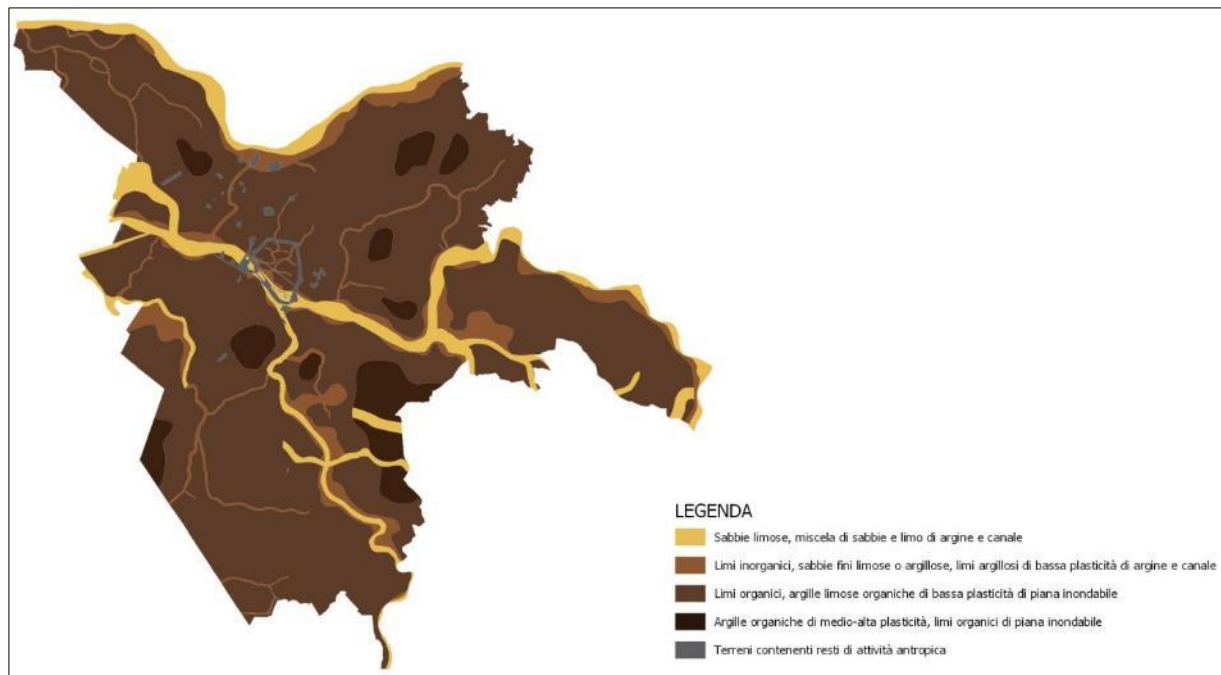 LEGENDA
Sabbie limose, miscela di sabbie e limo di argine e canale
Limi inorganici, sabbie fini limose o argillose, limi argillosi di bassa plasticità di argine e canale
Limi organici, argille limose organiche di bassa plasticità di piana inondabile
Argille organiche di medio-alta plasticità, limi organici di piana inondabile
Terreni contenenti resti di attività antropica